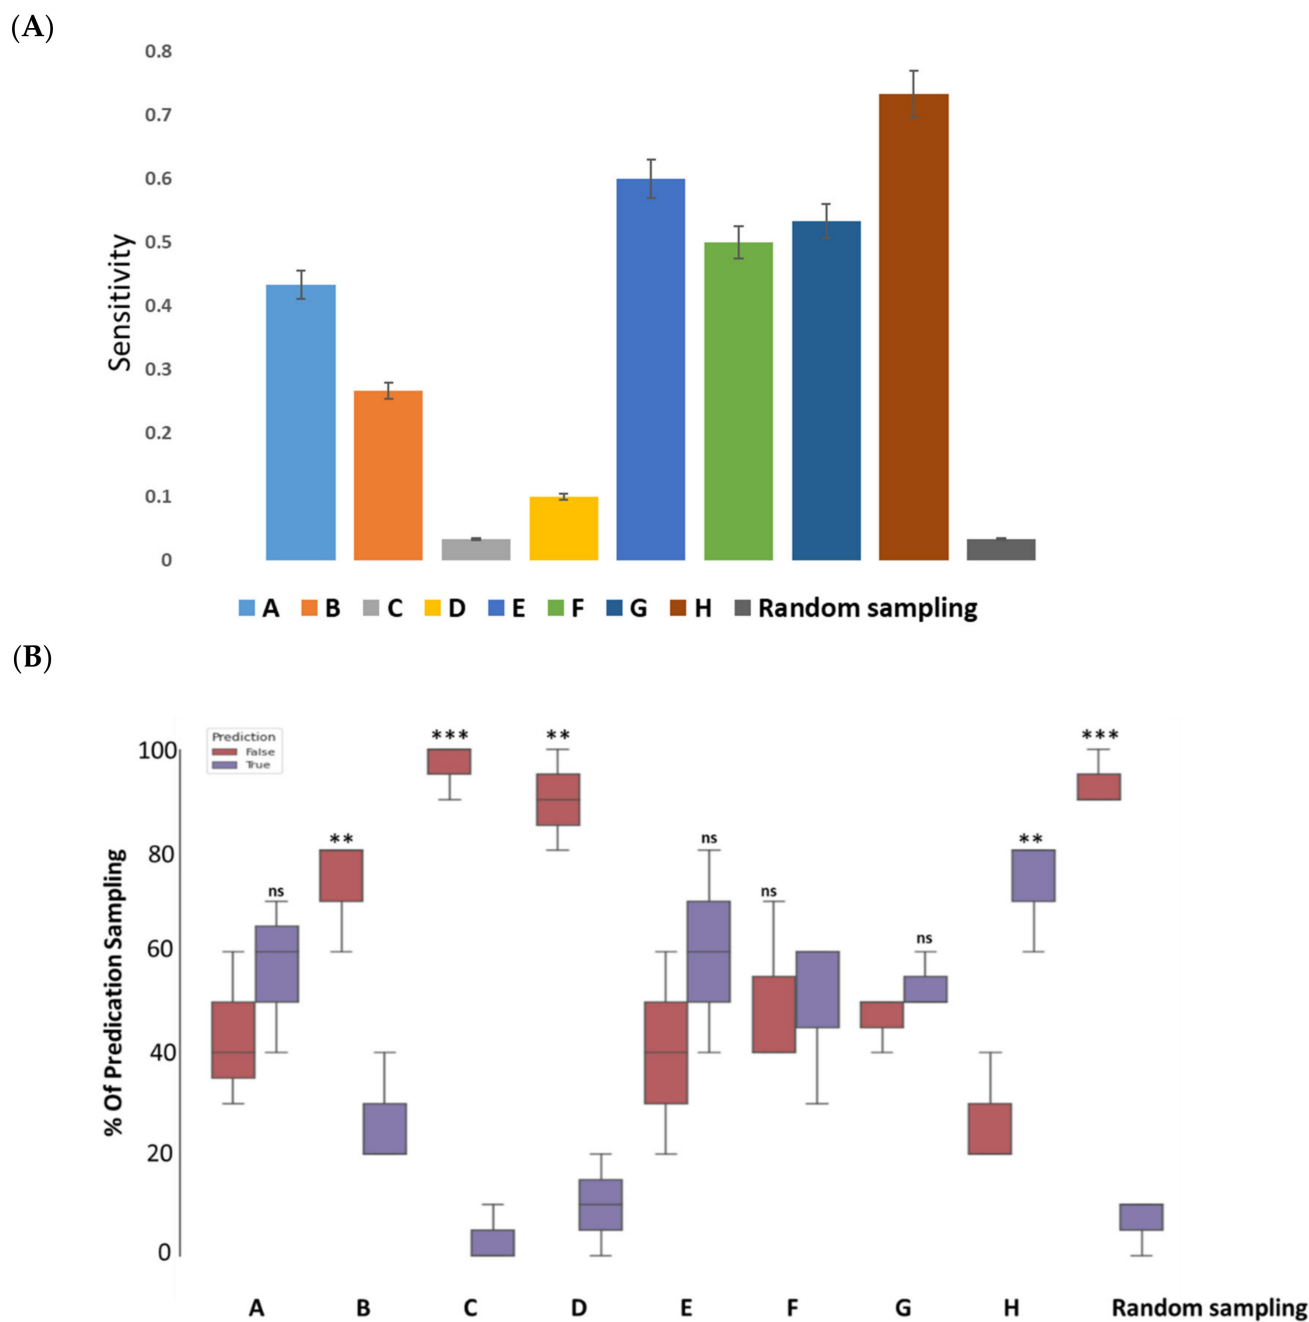 (A)
0.8
0.7
0.6
0.5
0.4
0.3
0.2
0.1
0
Sensitivity
A B C D E F G H Random sampling
(B)
Prediction
False
True
100
80
60
40
20
0
% Of Predication Sampling
ns
**
***
**
ns
ns
ns
**
***
A B C D E F G H Random sampling